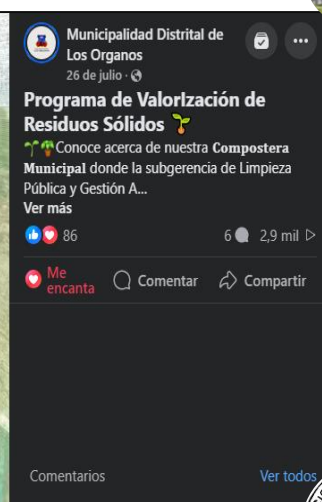 Municipalidad Distrital de
Los Organos
26 de julio ·
Programa de ValorIzación de
Residuos Sólidos 🌱
🌱🪴Conoce acerca de nuestra Compostera
Municipal donde la subgerencia de Limpieza
Pública y Gestión A...
Ver más
86
6
2,9 mil
Me
encanta
Comentar
Compartir
Comentarios
Ver todos